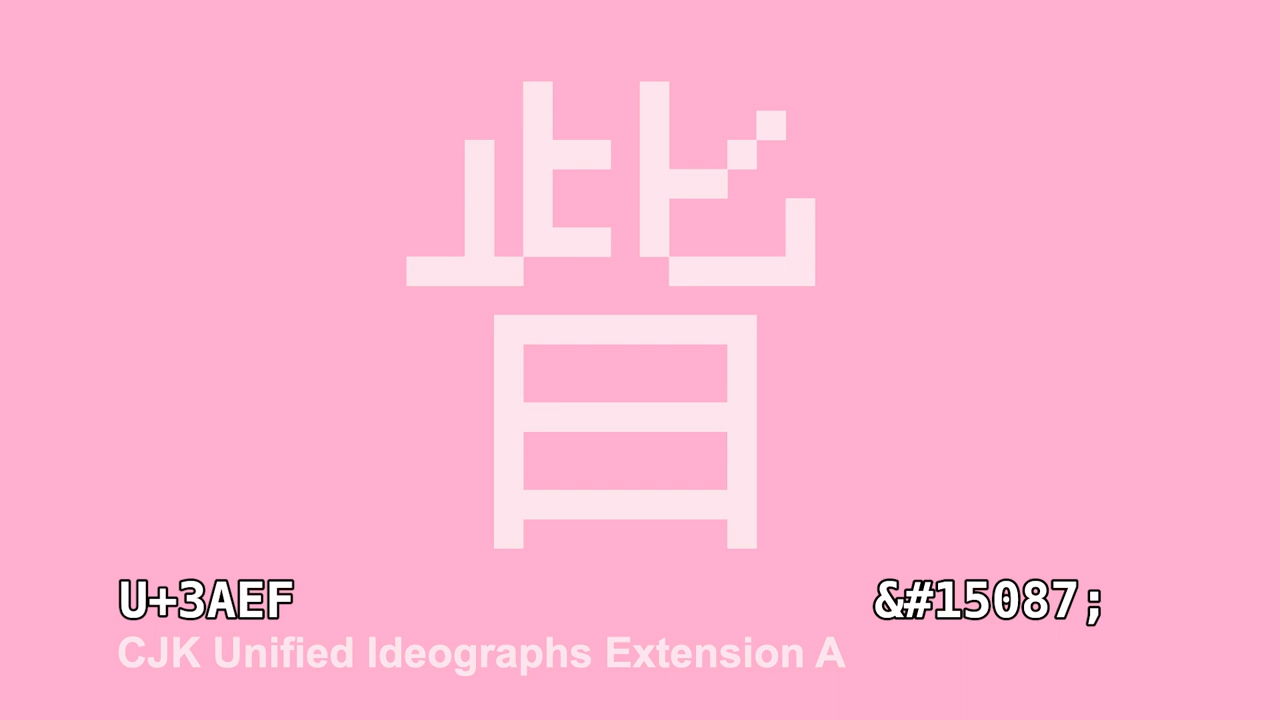 㫯
U+3AEF &#15087;
CJK Unified Ideographs Extension A